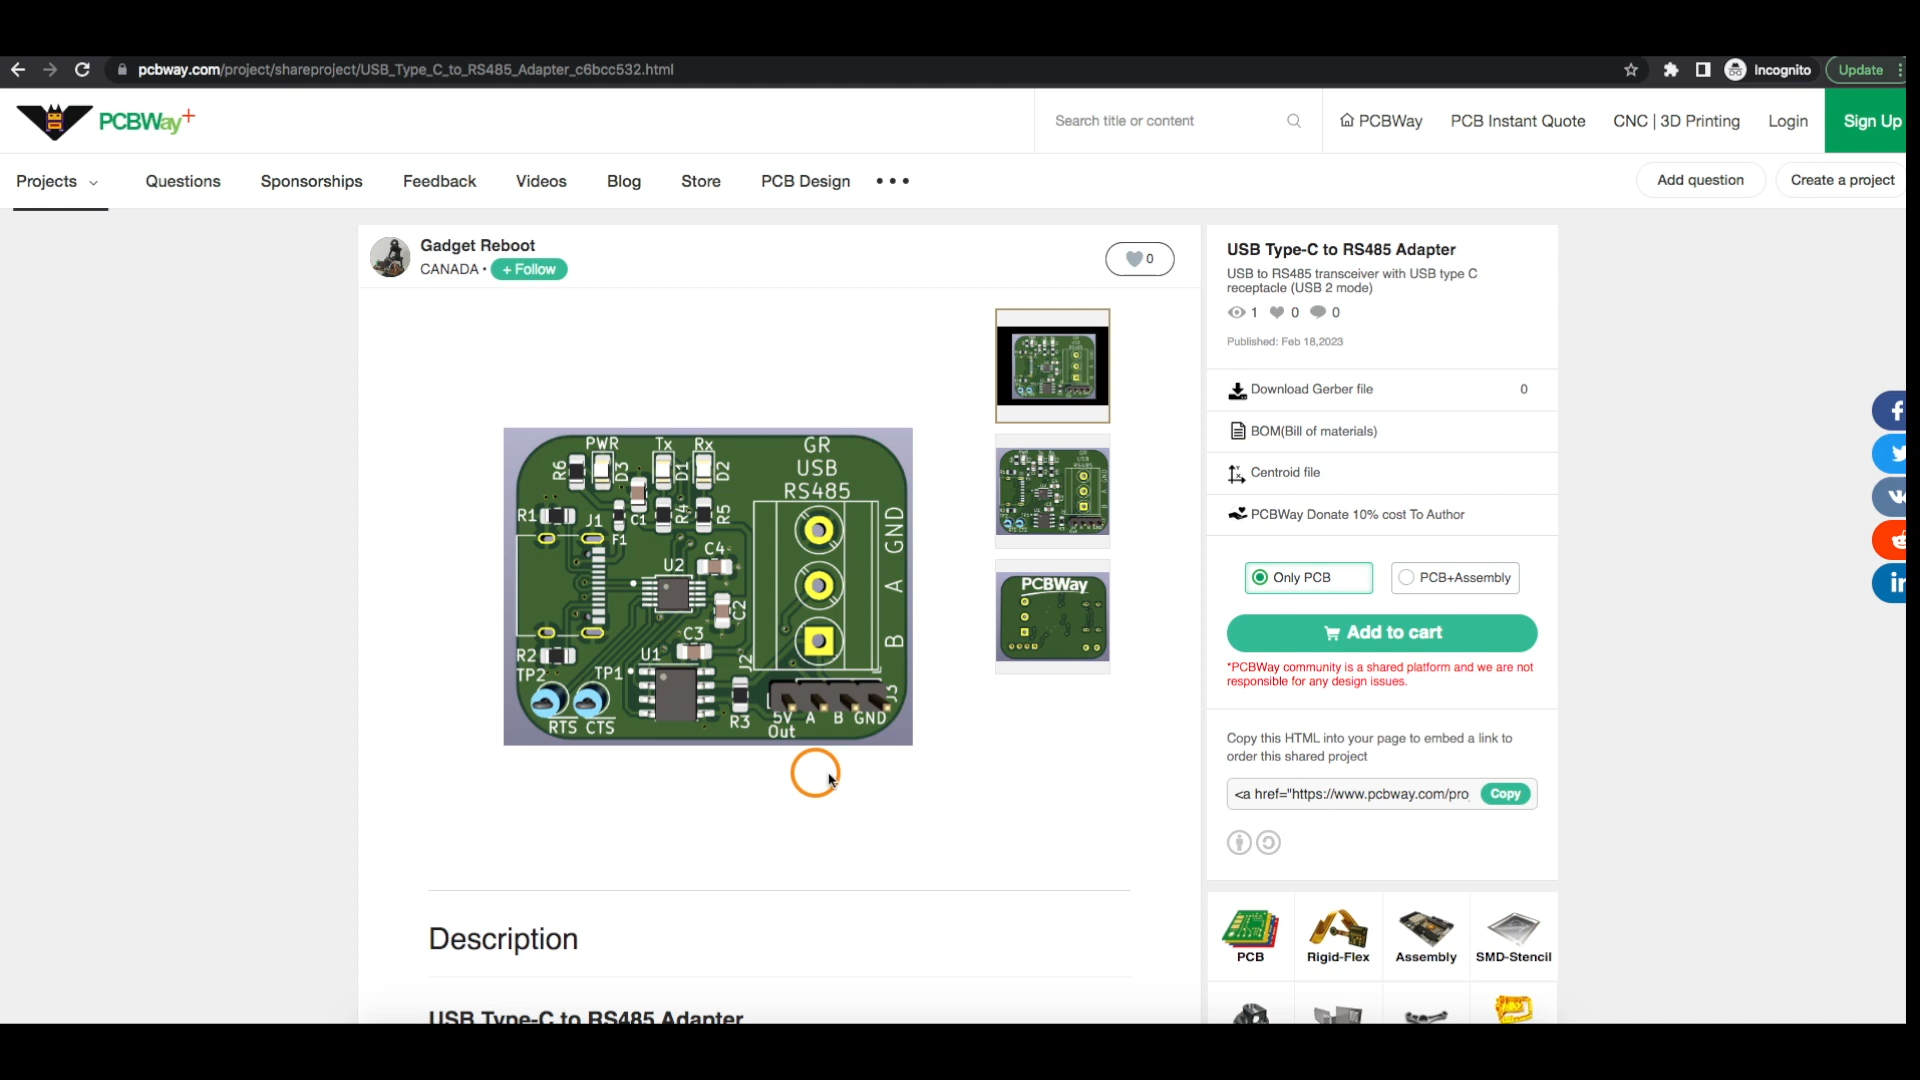 pcbway.com/project/shareproject/USB_Type_C_to_RS485_Adapter_c6bcc532.html
Incognito
Update
PCBWay+
Search title or content
PCBWay
PCB Instant Quote
CNC | 3D Printing
Login
Sign Up
Projects
Questions
Sponsorships
Feedback
Videos
Blog
Store
PCB Design
Add question
Create a project
Gadget Reboot
CANADA • + Follow
0
PWR Tx Rx
R6 D3 D1 D2
GR
USB
RS485
R1 J1 C1 R4 R5
F1
GND
C4
U2
A
C2
C3
B
R2 U1 J2
TP2 TP1
J3
RTS CTS R3
5V A B GND
Out
PCBWay
USB Type-C to RS485 Adapter
USB to RS485 transceiver with USB type C
receptacle (USB 2 mode)
1 0 0
Published: Feb 18,2023
Download Gerber file 0
BOM(Bill of materials)
Centroid file
PCBWay Donate 10% cost To Author
Only PCB
PCB+Assembly
Add to cart
*PCBWay community is a shared platform and we are not
responsible for any design issues.
Copy this HTML into your page to embed a link to
order this shared project
<a href="https://www.pcbway.com/pro
Copy
PCB
Rigid-Flex
Assembly
SMD-Stencil
Description
USB Type-C to RS485 Adapter